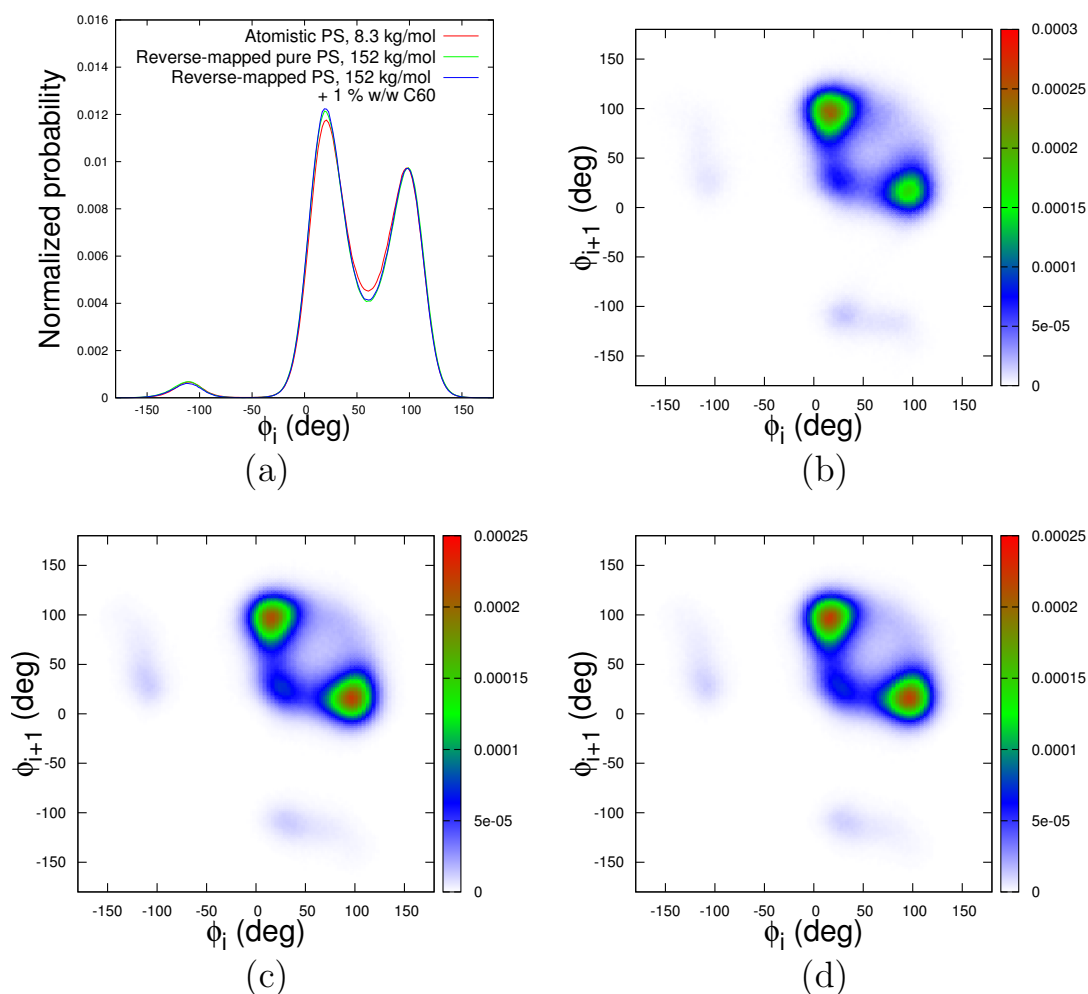 0.016
0.014
0.012
0.01
0.008
0.006
0.004
0.002
0
Normalized probability
Atomistic PS, 8.3 kg/mol
Reverse-mapped pure PS, 152 kg/mol
Reverse-mapped PS, 152 kg/mol
+ 1 % w/w C60
-150 -100 -50 0 50 100 150
ϕi (deg)
(a)
150
100
50
0
-50
-100
-150
ϕi+1 (deg)
-150 -100 -50 0 50 100 150
ϕi (deg)
0.0003
0.00025
0.0002
0.00015
0.0001
5e-05
0
(b)
150
100
50
0
-50
-100
-150
ϕi+1 (deg)
-150 -100 -50 0 50 100 150
ϕi (deg)
0.00025
0.0002
0.00015
0.0001
5e-05
0
(c)
150
100
50
0
-50
-100
-150
ϕi+1 (deg)
-150 -100 -50 0 50 100 150
ϕi (deg)
0.00025
0.0002
0.00015
0.0001
5e-05
0
(d)